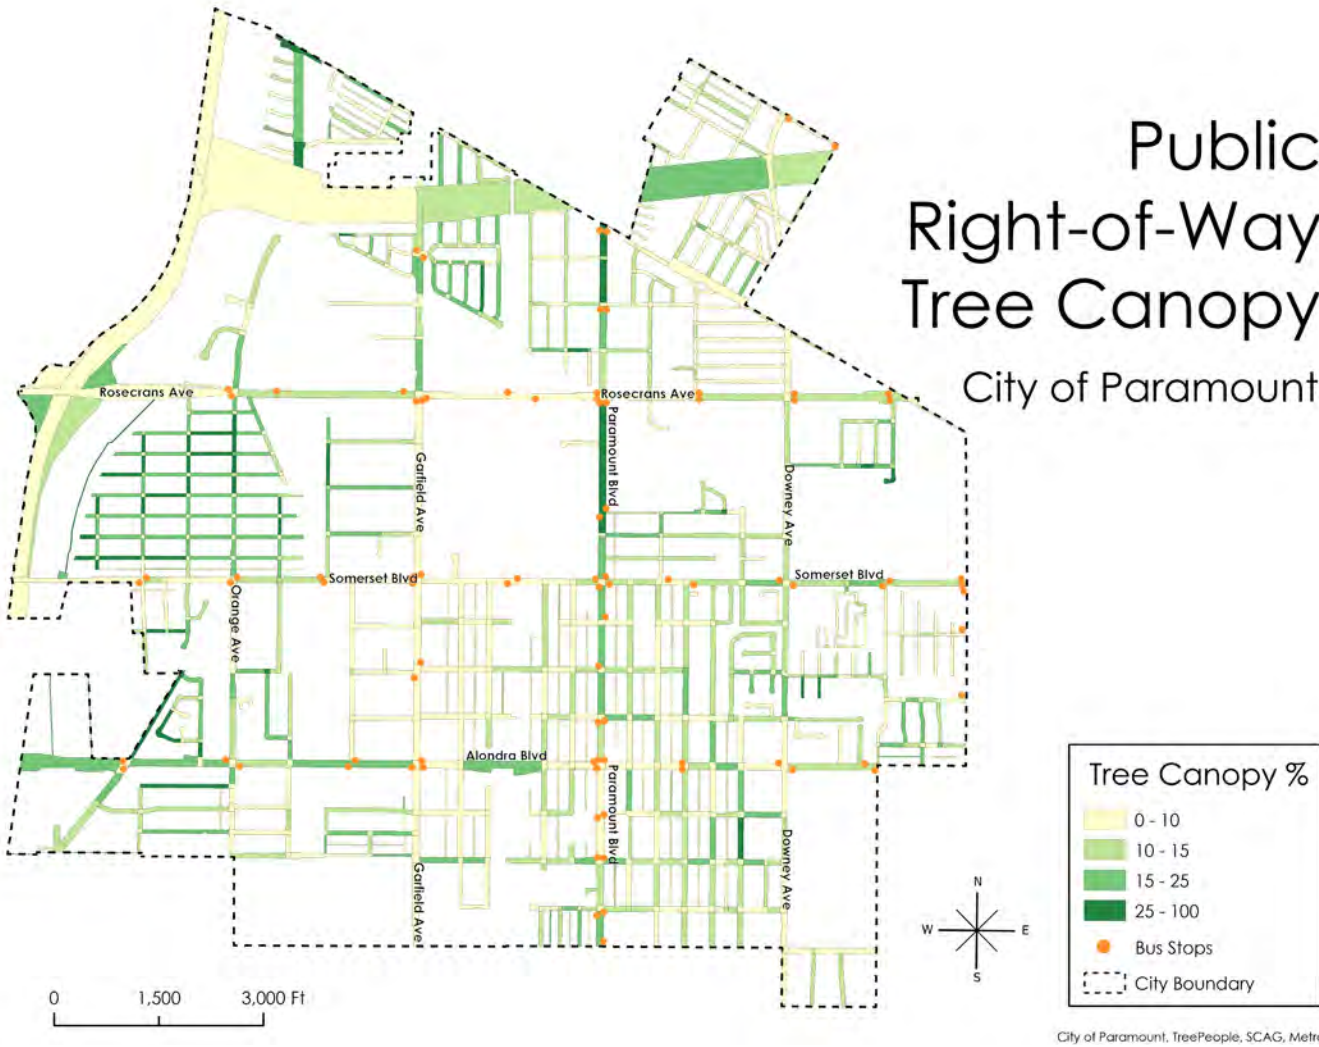 Public
Right-of-Way
Tree Canopy
City of Paramount
Rosecrans Ave
Rosecrans Ave
Paramount Blvd
Garfield Ave
Downey Ave
Somerset Blvd
Somerset Blvd
Orange Ave
Alondra Blvd
Paramount Blvd
Downey Ave
Garfield Ave
Tree Canopy %
0 - 10
10 - 15
15 - 25
25 - 100
Bus Stops
City Boundary
N
W E
S
0 1,500 3,000 Ft
City of Paramount, TreePeople, SCAG, Metro